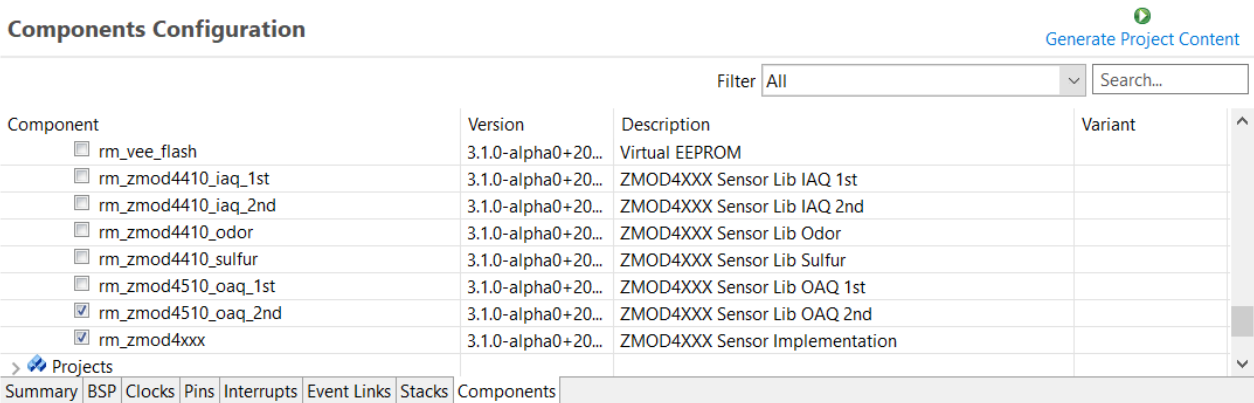 Components Configuration
Generate Project Content
Filter All Search...
Component Version Description Variant
rm_vee_flash 3.1.0-alpha0+20... Virtual EEPROM
rm_zmod4410_iaq_1st 3.1.0-alpha0+20... ZMOD4XXX Sensor Lib IAQ 1st
rm_zmod4410_iaq_2nd 3.1.0-alpha0+20... ZMOD4XXX Sensor Lib IAQ 2nd
rm_zmod4410_odor 3.1.0-alpha0+20... ZMOD4XXX Sensor Lib Odor
rm_zmod4410_sulfur 3.1.0-alpha0+20... ZMOD4XXX Sensor Lib Sulfur
rm_zmod4510_oaq_1st 3.1.0-alpha0+20... ZMOD4XXX Sensor Lib OAQ 1st
rm_zmod4510_oaq_2nd 3.1.0-alpha0+20... ZMOD4XXX Sensor Lib OAQ 2nd
rm_zmod4xxx 3.1.0-alpha0+20... ZMOD4XXX Sensor Implementation
Projects
Summary BSP Clocks Pins Interrupts Event Links Stacks Components